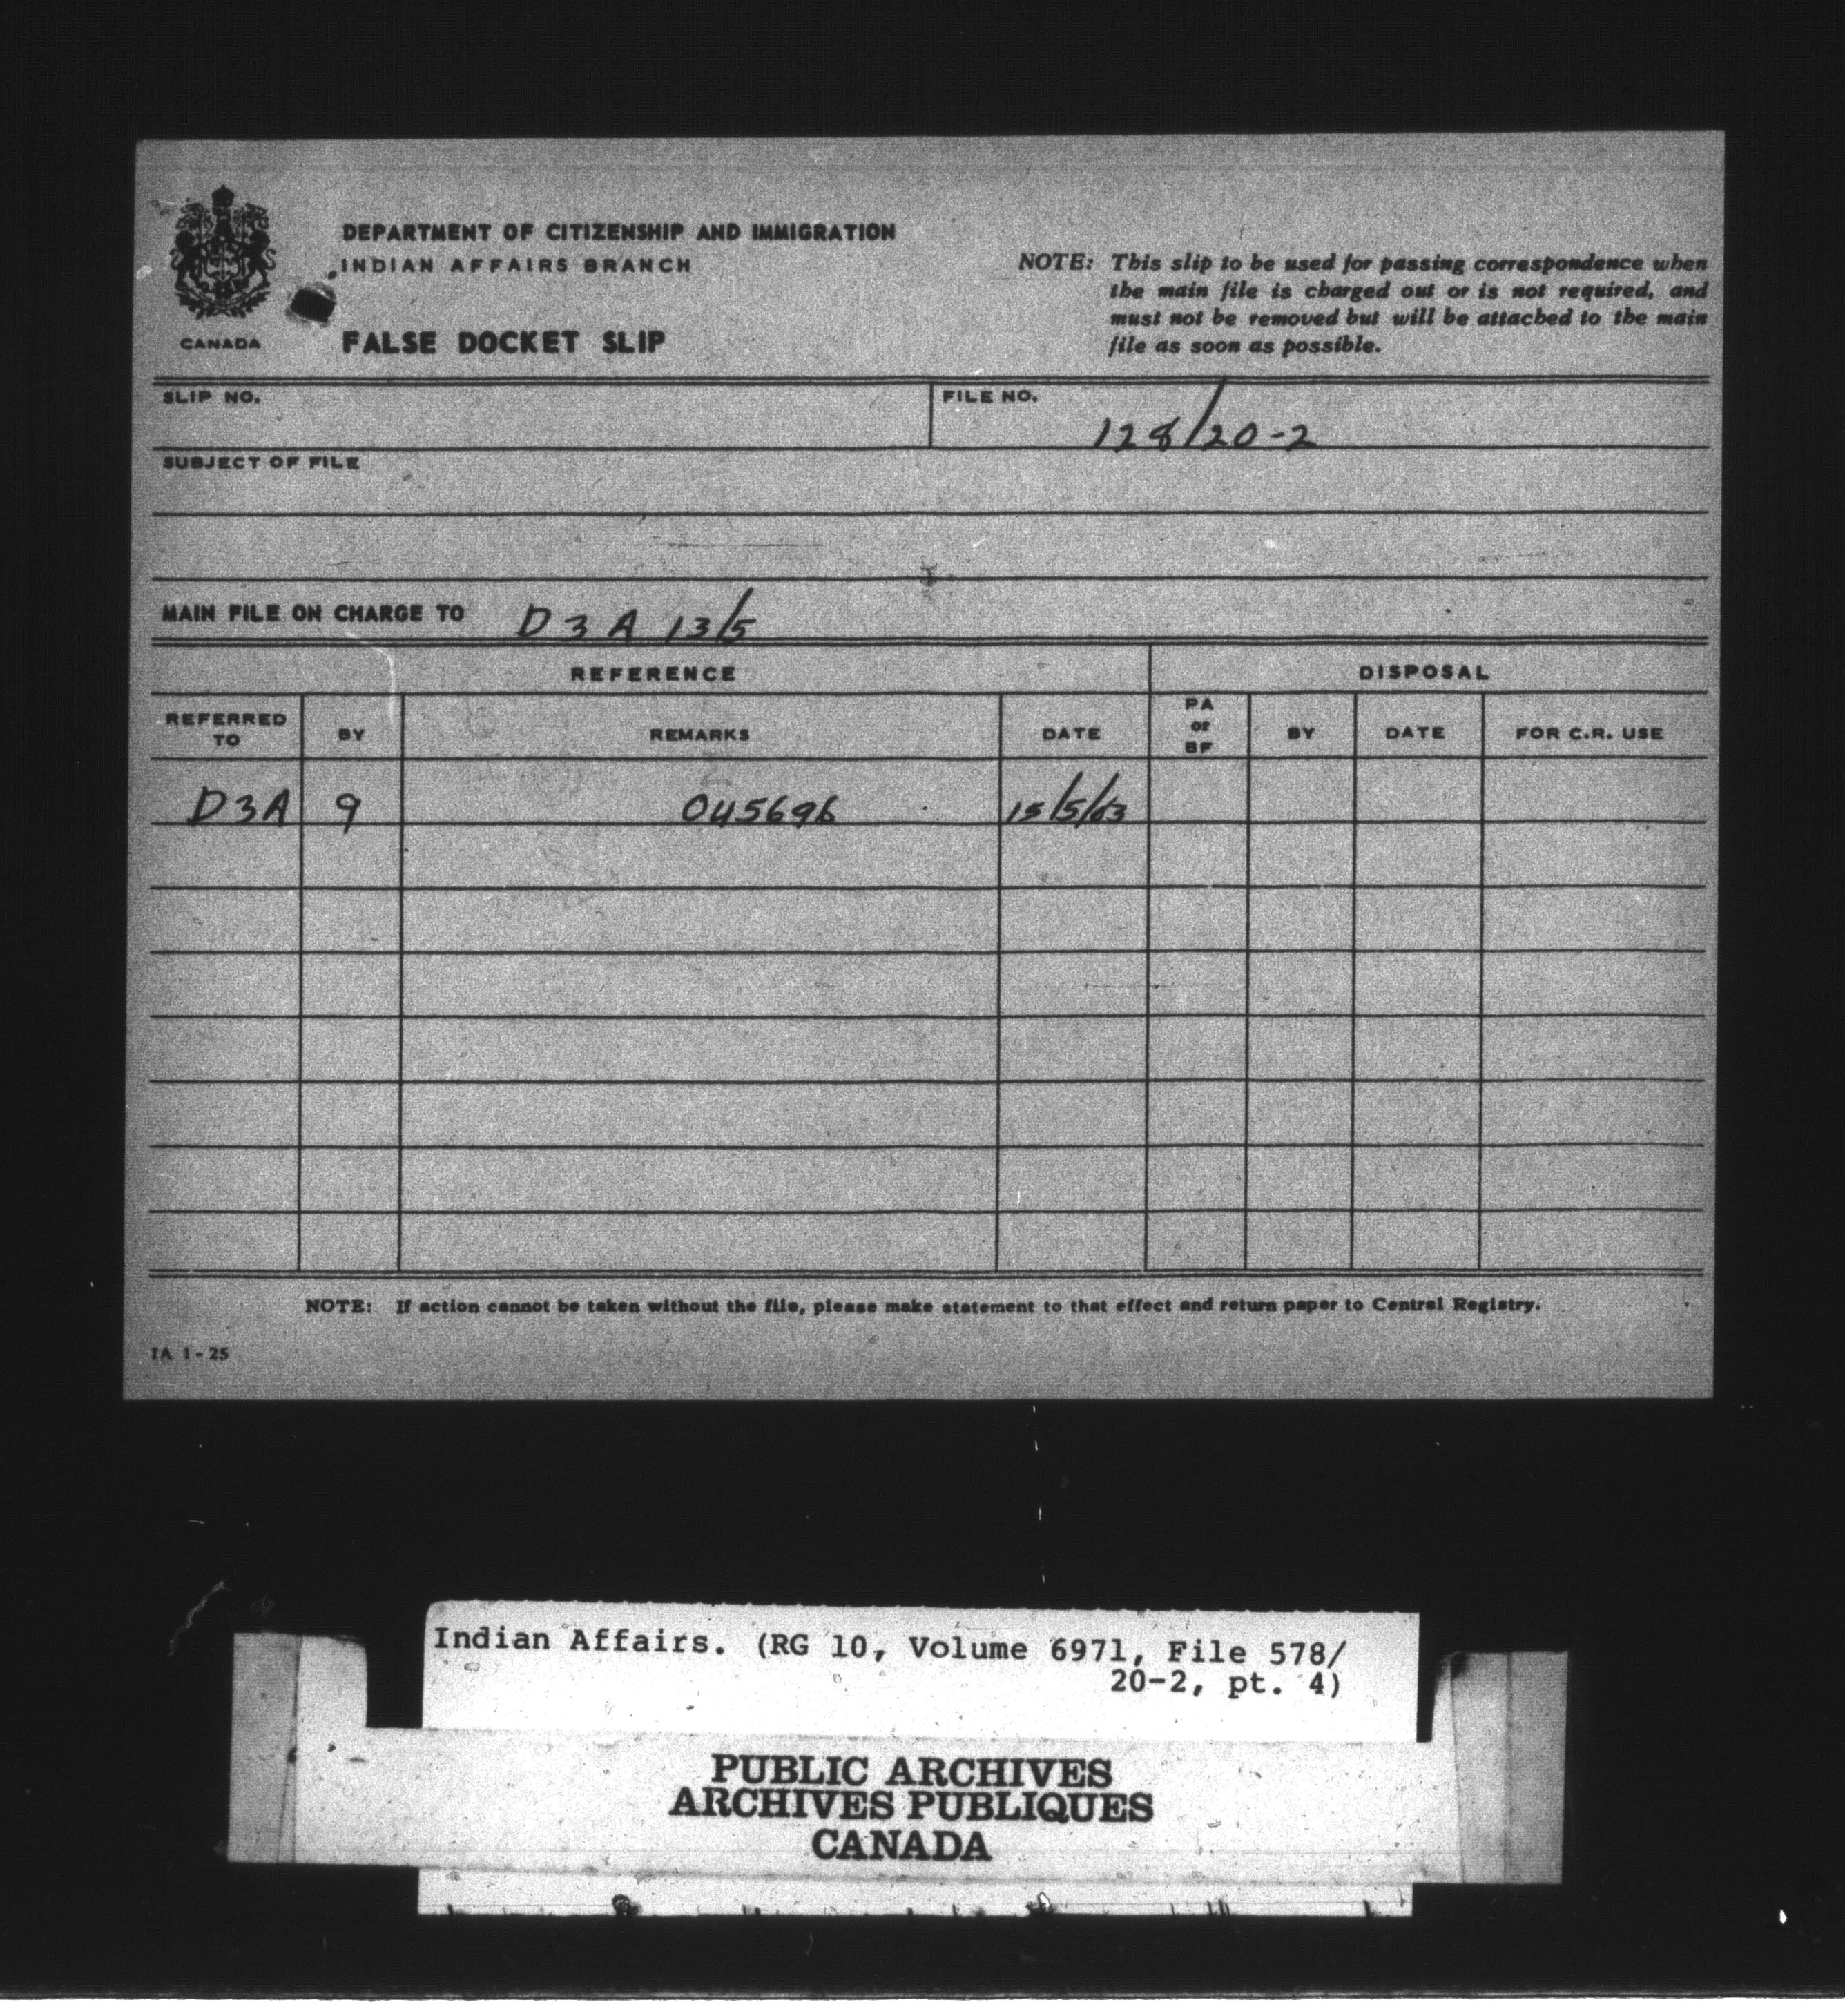 DEPARTMENT OF CITIZENSHIP AND IMMIGRATION
INDIAN AFFAIRS BRANCH
CANADA
FALSE DOCKET SLIP
NOTE: This slip to be used for passing correspondence when
the main file is charged out or is not required, and
must not be removed but will be attached to the main
file as soon as possible.
SLIP NO.
FILE NO.
128/20-2
SUBJECT OF FILE
MAIN FILE ON CHARGE TO D3A 13/5
REFERENCE DISPOSAL
REFERRED TO BY REMARKS DATE PA or BF BY DATE FOR C.R. USE
D3A 9 045696 15/5/63
NOTE: If action cannot be taken without the file, please make statement to that effect and return paper to Central Registry.
IA 1-25
Indian Affairs. (RG 10, Volume 6971, File 578/
20-2, pt. 4)
PUBLIC ARCHIVES
ARCHIVES PUBLIQUES
CANADA